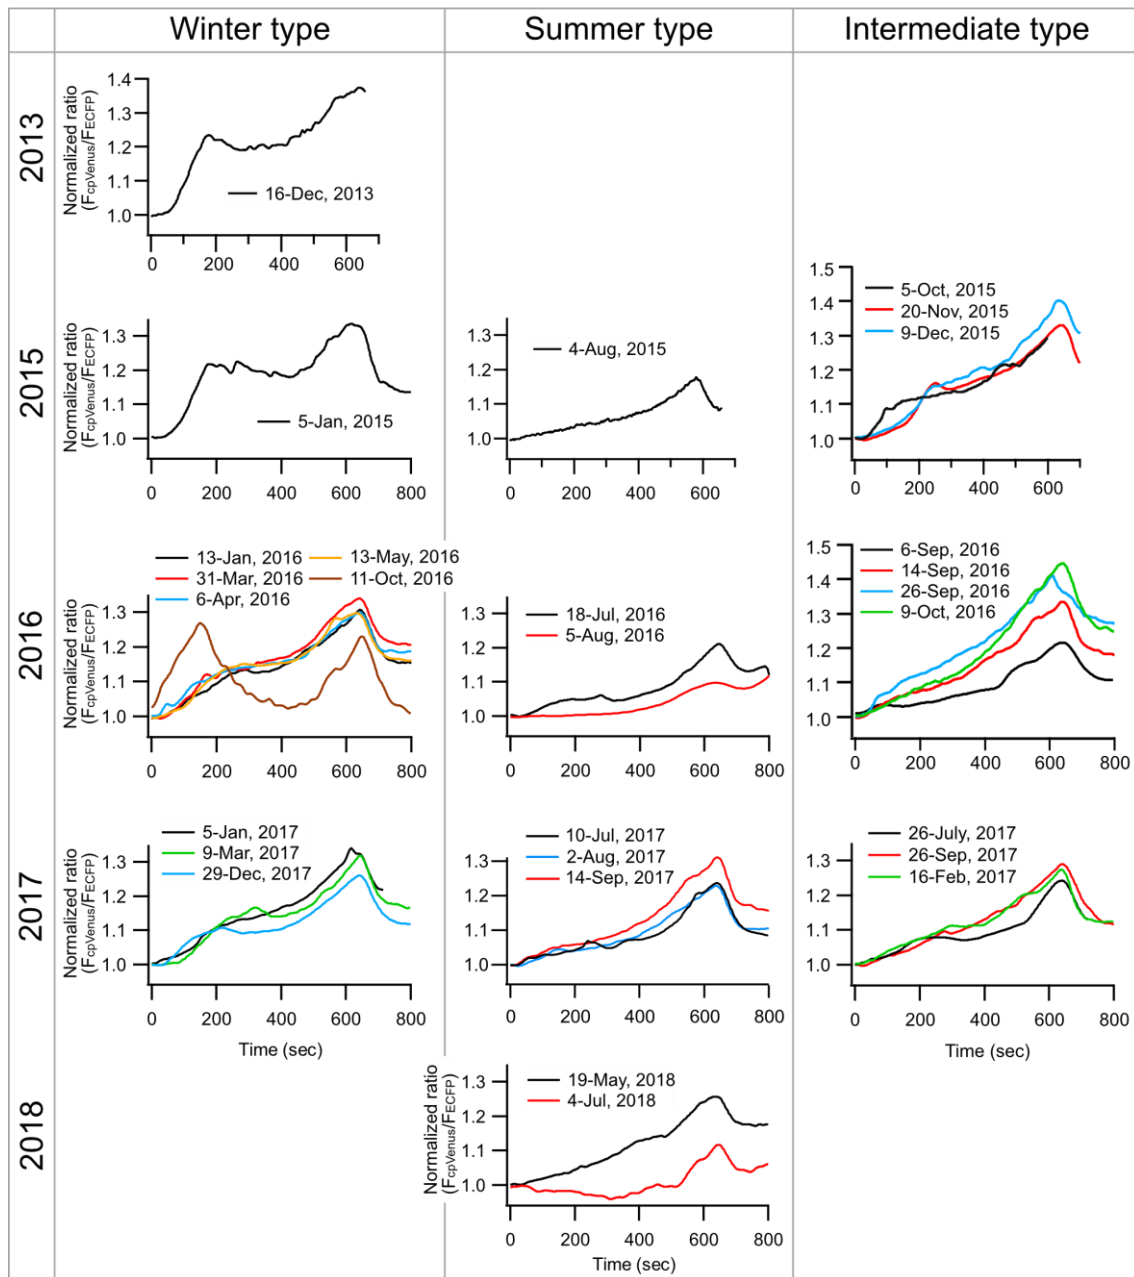 Winter type
Summer type
Intermediate type
2013
Normalized ratio
(FcpVenus/FECFP)
1.4
1.3
1.2
1.1
1.0
16-Dec, 2013
0 200 400 600
2015
1.3
1.2
1.1
1.0
5-Jan, 2015
0 200 400 600 800
Normalized ratio
(FcpVenus/FECFP)
1.3
1.2
1.1
1.0
4-Aug, 2015
0 200 400 600
1.5
1.4
1.3
1.2
1.1
1.0
5-Oct, 2015
20-Nov, 2015
9-Dec, 2015
0 200 400 600
2016
Normalized ratio
(FcpVenus/FECFP)
13-Jan, 2016 13-May, 2016
31-Mar, 2016 11-Oct, 2016
6-Apr, 2016
1.3
1.2
1.1
1.0
0 200 400 600 800
18-Jul, 2016
5-Aug, 2016
1.3
1.2
1.1
1.0
0 200 400 600 800
6-Sep, 2016
14-Sep, 2016
26-Sep, 2016
9-Oct, 2016
1.5
1.4
1.3
1.2
1.1
1.0
0 200 400 600 800
2017
Normalized ratio
(FcpVenus/FECFP)
5-Jan, 2017
9-Mar, 2017
29-Dec, 2017
1.3
1.2
1.1
1.0
0 200 400 600 800
Time (sec)
10-Jul, 2017
2-Aug, 2017
14-Sep, 2017
1.3
1.2
1.1
1.0
0 200 400 600 800
26-July, 2017
26-Sep, 2017
16-Feb, 2017
1.3
1.2
1.1
1.0
0 200 400 600 800
Time (sec)
2018
Normalized ratio
(FcpVenus/FECFP)
19-May, 2018
4-Jul, 2018
1.3
1.2
1.1
1.0
0 200 400 600 800
Time (sec)